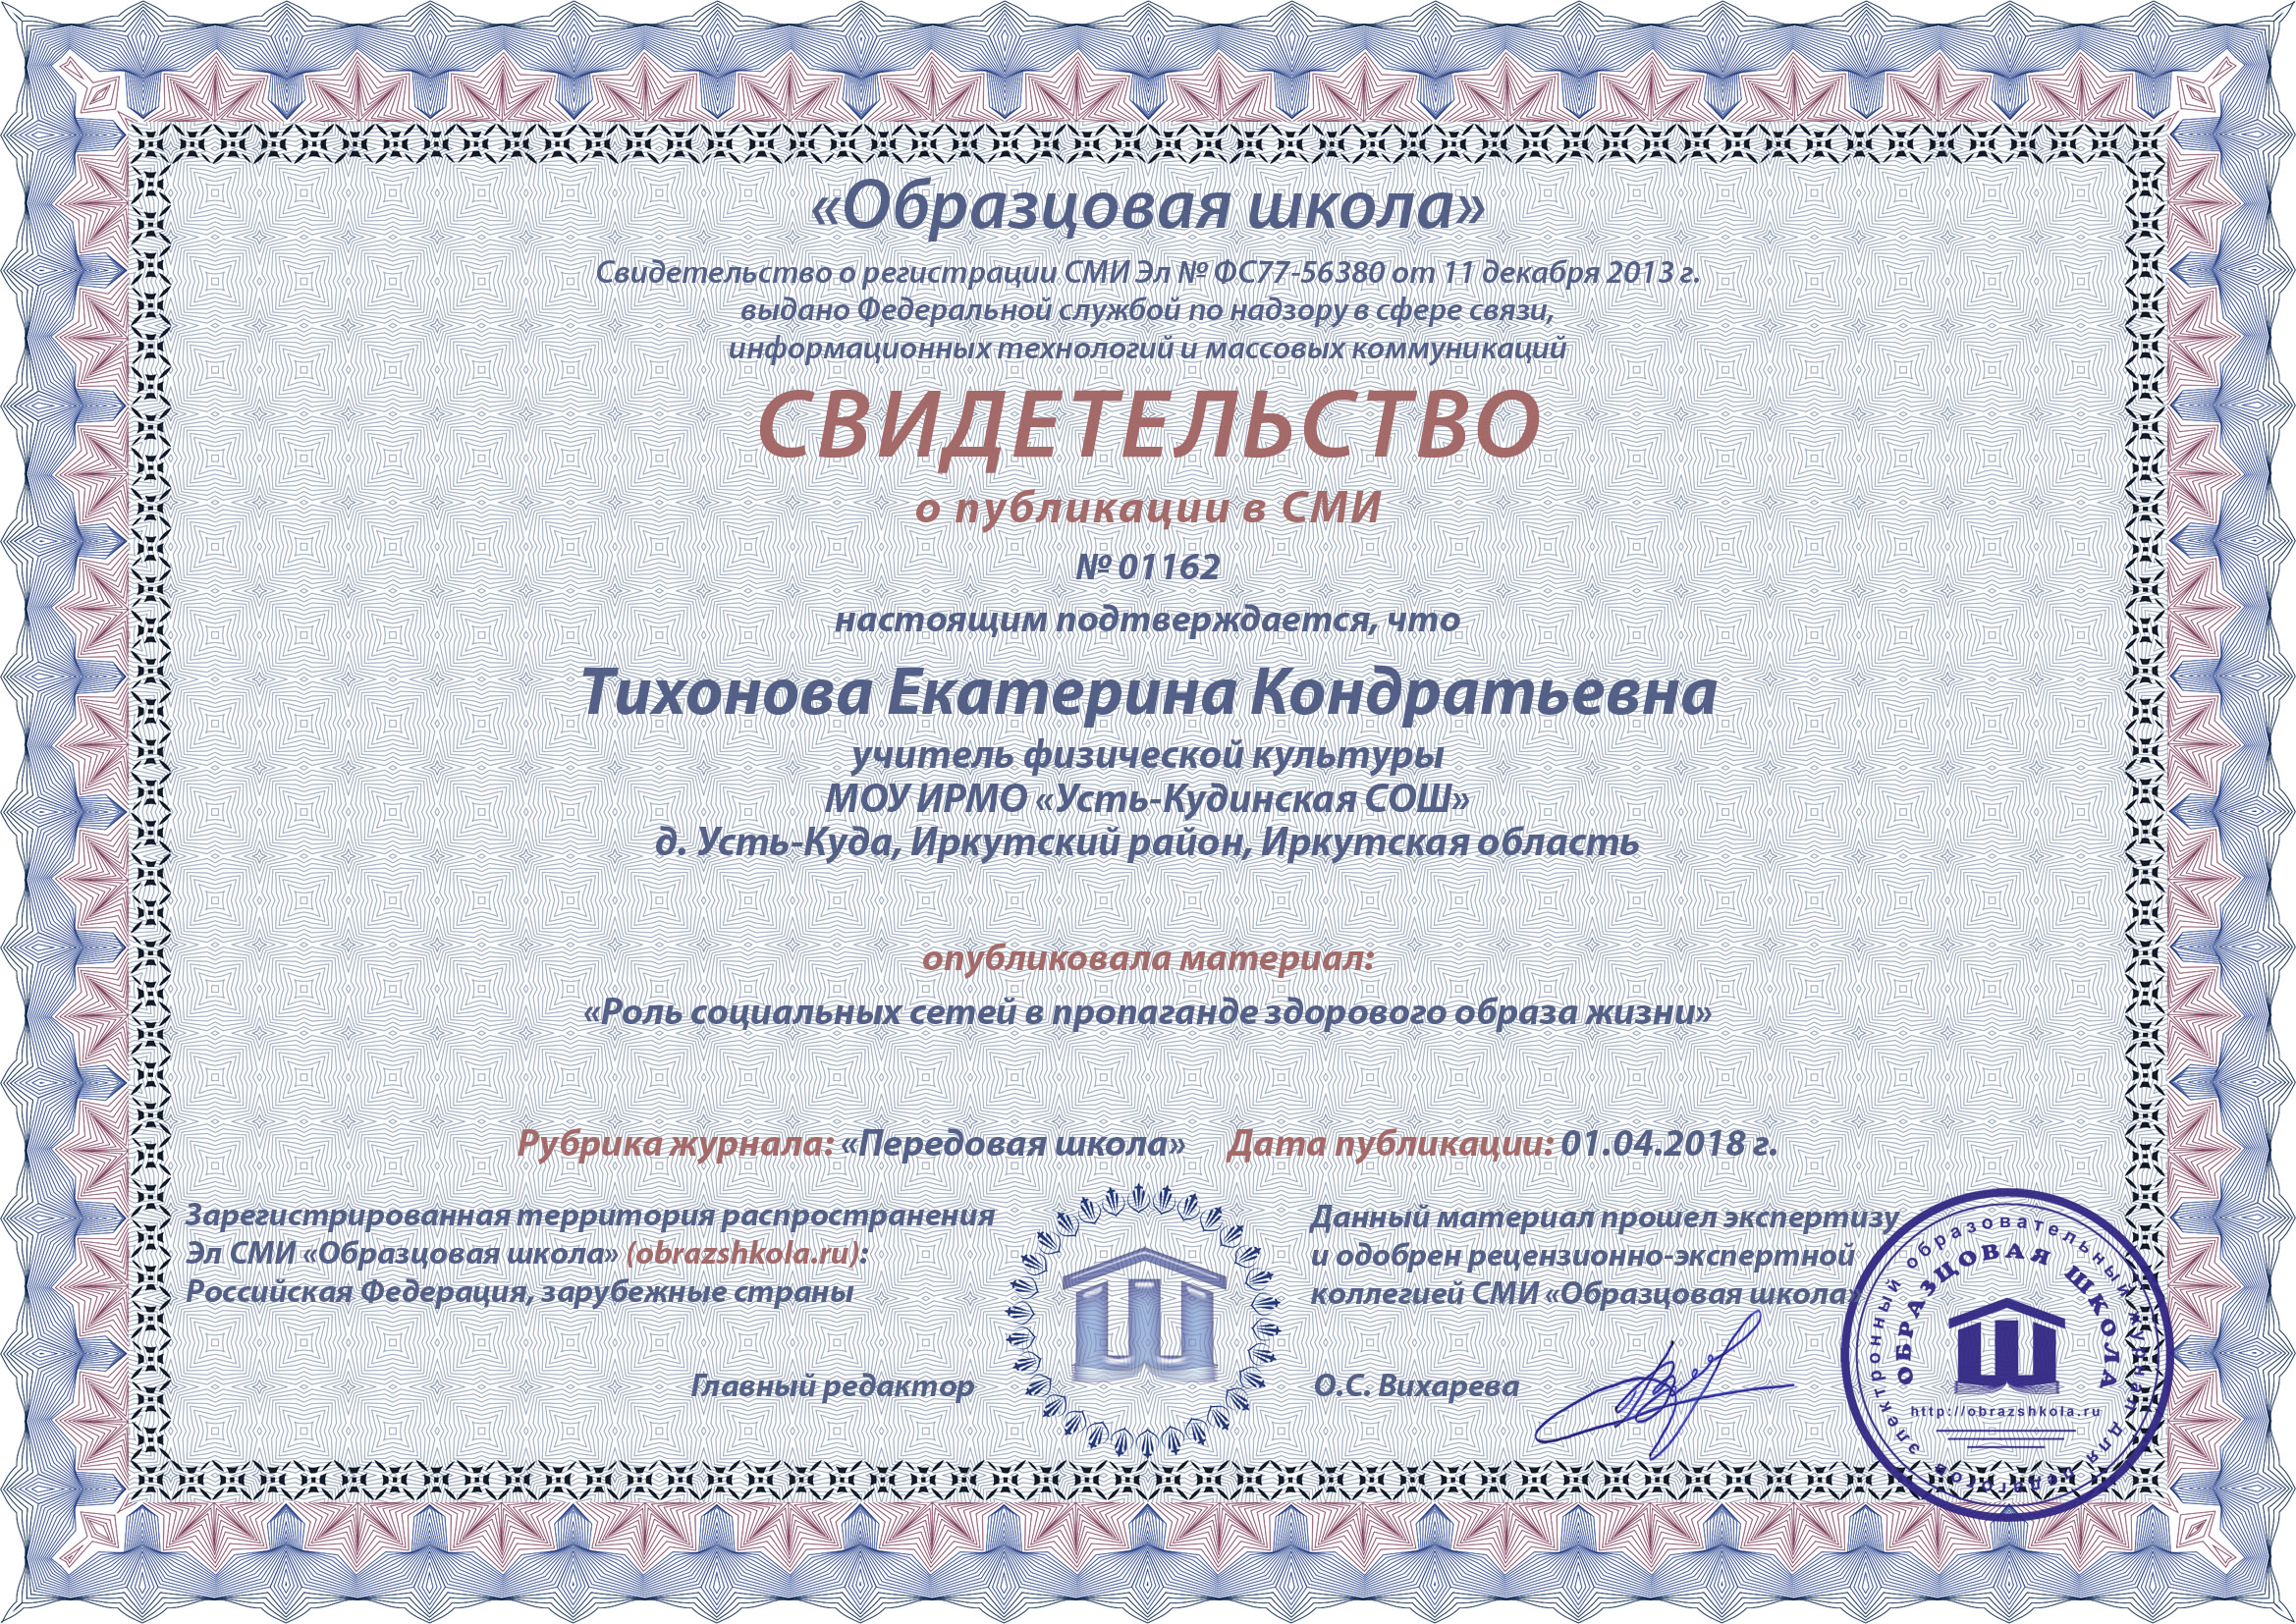 «Образцовая школа»
Свидетельство о регистрации СМИ Эл № ФС77-56380 от 11 декабря 2013 г.
выдано Федеральной службой по надзору в сфере связи,
информационных технологий и массовых коммуникаций
СВИДЕТЕЛЬСТВО
о публикации в СМИ
№ 01162
настоящим подтверждается, что
Тихонова Екатерина Кондратьевна
учитель физической культуры
МОУ ИРМО «Усть-Кудинская СОШ»
д. Усть-Куда, Иркутский район, Иркутская область
опубликовала материал:
«Роль социальных сетей в пропаганде здорового образа жизни»
Рубрика журнала: «Передовая школа» Дата публикации: 01.04.2018 г.
Зарегистрированная территория распространения
Эл СМИ «Образцовая школа» (obrazshkola.ru):
Российская Федерация, зарубежные страны
Данный материал прошел экспертизу
и одобрен рецензионно-экспертной
коллегией СМИ «Образцовая школа»
Главный редактор
О.С. Вихарева
электронный образовательный журнал для педагогов
ОБРАЗЦОВАЯ ШКОЛА
http://obrazshkola.ru